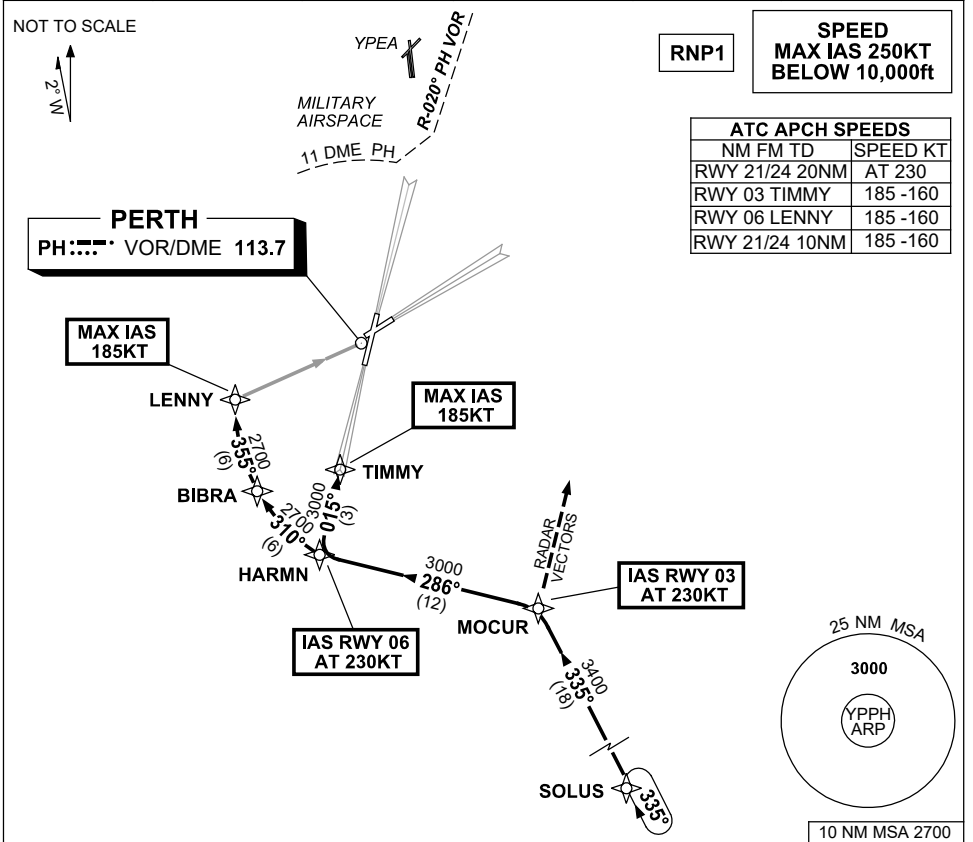 NOT TO SCALE
2° W
YPEA
R-020° PH VOR
MILITARY
AIRSPACE
11 DME PH
RNP1
SPEED
MAX IAS 250KT
BELOW 10,000ft
ATC APCH SPEEDS
NM FM TD SPEED KT
RWY 21/24 20NM AT 230
RWY 03 TIMMY 185 -160
RWY 06 LENNY 185 -160
RWY 21/24 10NM 185 -160
PERTH
PH VOR/DME 113.7
MAX IAS
185KT
LENNY
MAX IAS
185KT
TIMMY
2700
355°
(6)
BIBRA
2700
310°
(6)
3000
015°
(3)
HARMN
3000
286°
(12)
RADAR
VECTORS
MOCUR
IAS RWY 03
AT 230KT
IAS RWY 06
AT 230KT
3400
335°
(18)
SOLUS
335°
25 NM MSA
3000
YPPH
ARP
10 NM MSA 2700